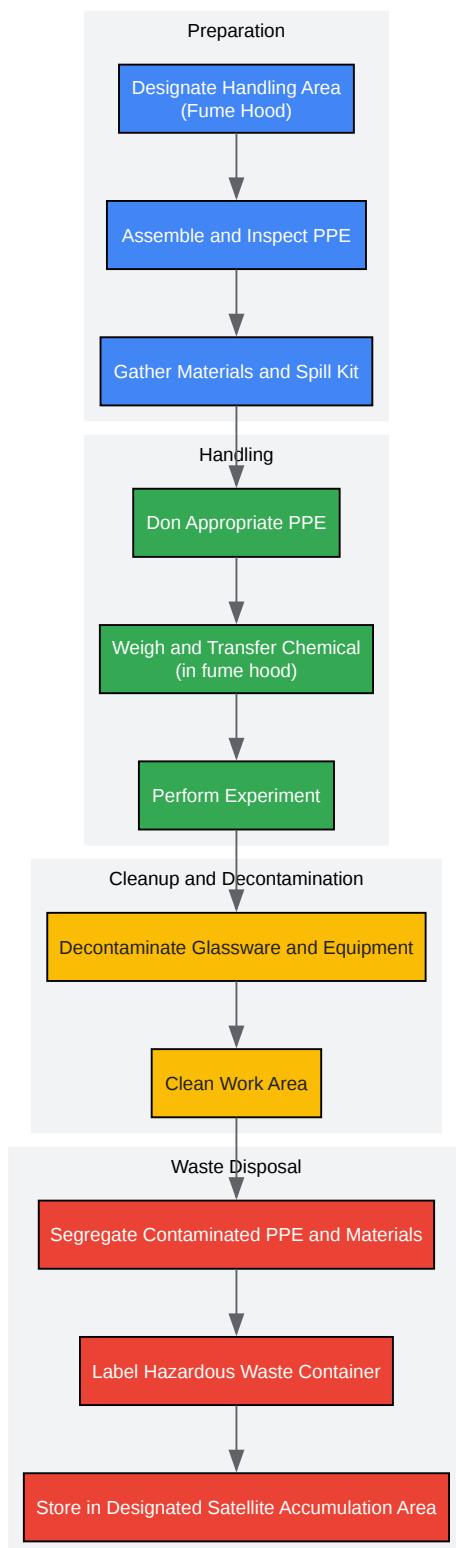 Preparation
Designate Handling Area
(Fume Hood)
Assemble and Inspect PPE
Gather Materials and Spill Kit
Handling
Don Appropriate PPE
Weigh and Transfer Chemical
(in fume hood)
Perform Experiment
Cleanup and Decontamination
Decontaminate Glassware and Equipment
Clean Work Area
Waste Disposal
Segregate Contaminated PPE and Materials
Label Hazardous Waste Container
Store in Designated Satellite Accumulation Area